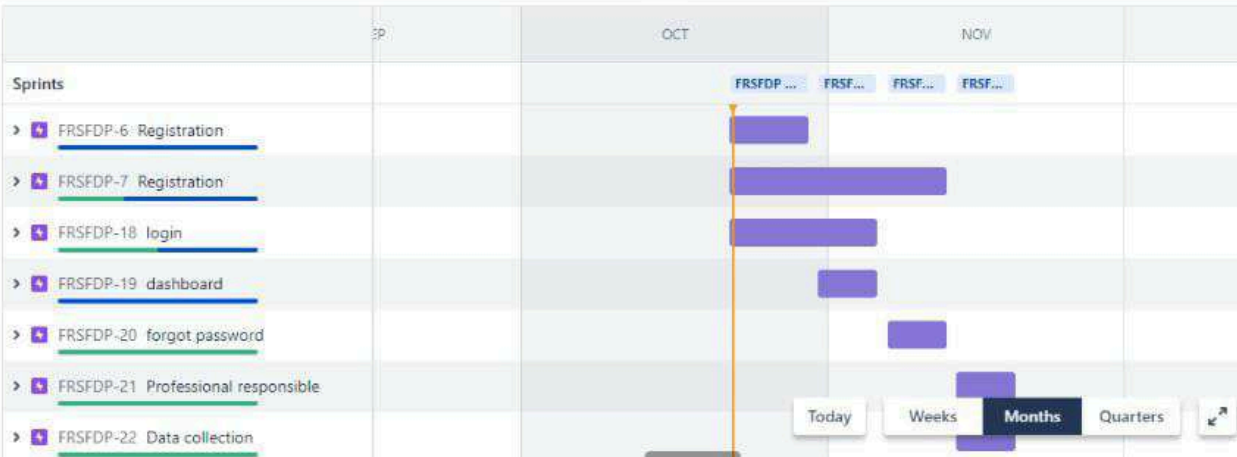 EP OCT NOV
Sprints FRSFDP ... FRSF... FRSF... FRSF...
FRSFDP-6 Registration
FRSFDP-7 Registration
FRSFDP-18 login
FRSFDP-19 dashboard
FRSFDP-20 forgot password
FRSFDP-21 Professional responsible
Today Weeks Months Quarters
FRSFDP-22 Data collection